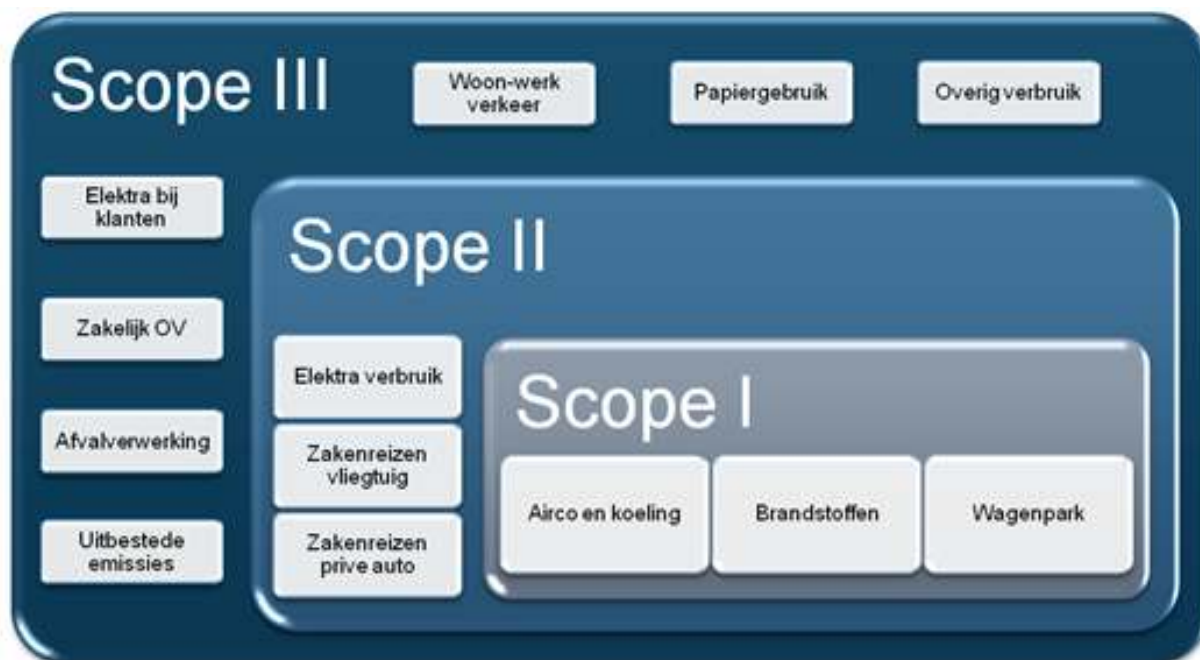 Scope III
Woon-werk
verkeer
Papiergebruik
Overig verbruik
Elektra bij
klanten
Zakelijk OV
Afvalverwerking
Uitbestede
emissies
Scope II
Elektra verbruik
Zakenreizen
vliegtuig
Zakenreizen
prive auto
Scope I
Airco en koeling
Brandstoffen
Wagenpark